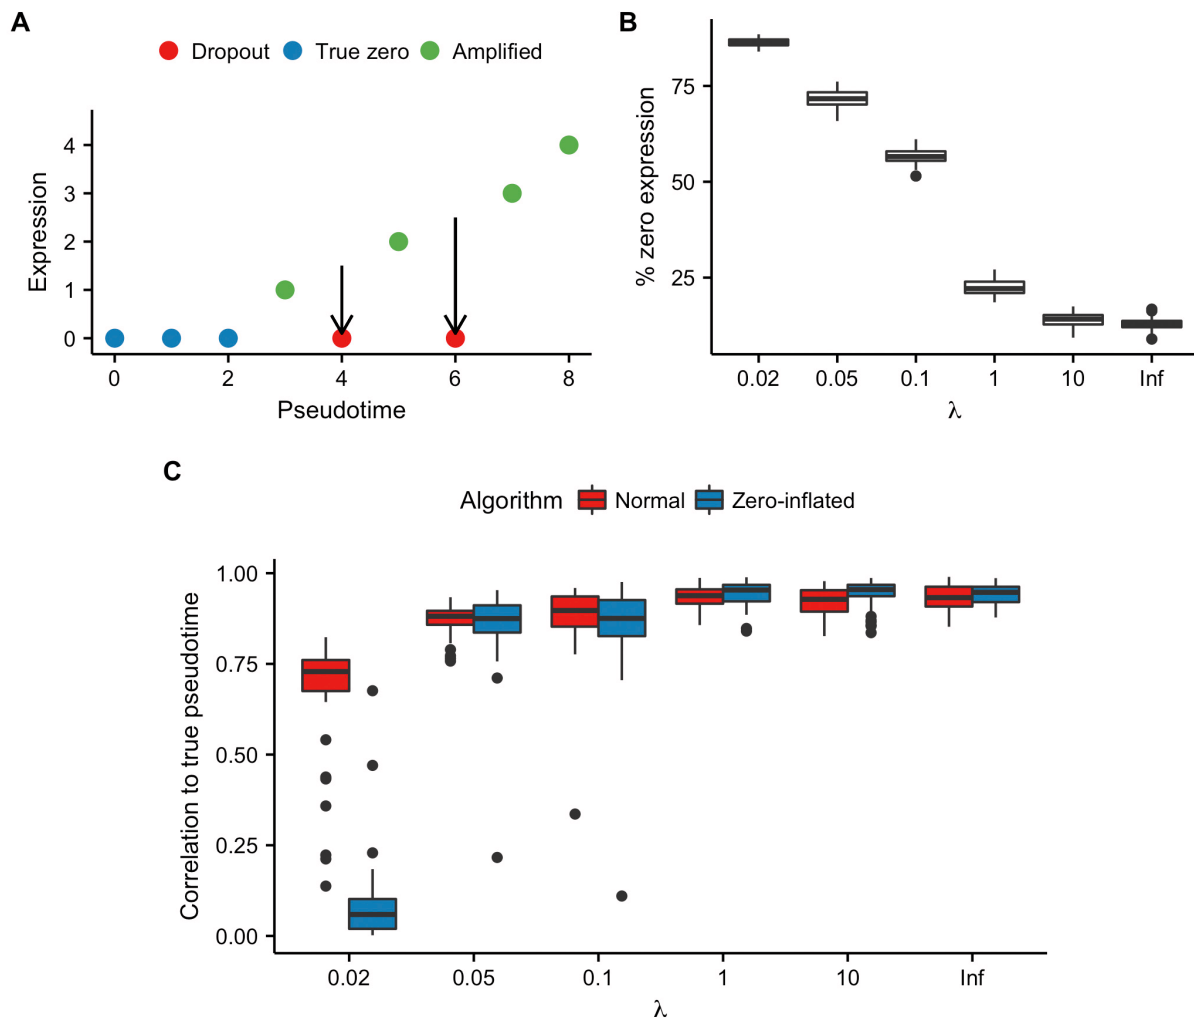 A
Dropout True zero Amplified
Expression
4
3
2
1
0
0 2 4 6 8
Pseudotime
B
% zero expression
75
50
25
0.02 0.05 0.1 1 10 Inf
λ
C
Algorithm Normal Zero-inflated
Correlation to true pseudotime
1.00
0.75
0.50
0.25
0.00
0.02 0.05 0.1 1 10 Inf
λ